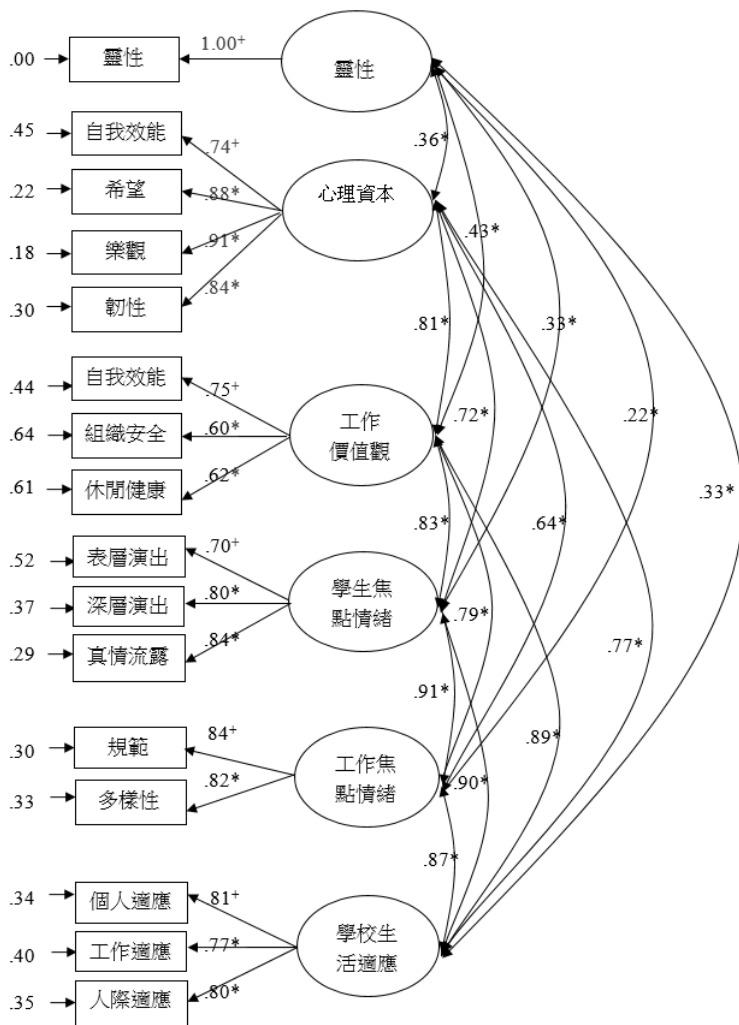 .00
靈性
1.00⁺
靈性
.36*
.45
自我效能
.74⁺
.22
希望
.88*
心理資本
.43*
.18
樂觀
.91*
.30
韌性
.84*
.81*
.33*
.44
自我效能
.75⁺
.64
組織安全
.60*
工作
價值觀
.72*
.22*
.61
休閒健康
.62*
.33*
.83*
.64*
.52
表層演出
.70⁺
.37
深層演出
.80*
學生焦
點情緒
.79*
.29
真情流露
.84*
.77*
.91*
.30
規範
84⁺
工作焦
點情緒
.89*
.33
多樣性
.82*
.90*
.87*
.34
個人適應
81⁺
.40
工作適應
.77*
學校生
活適應
.35
人際適應
.80*